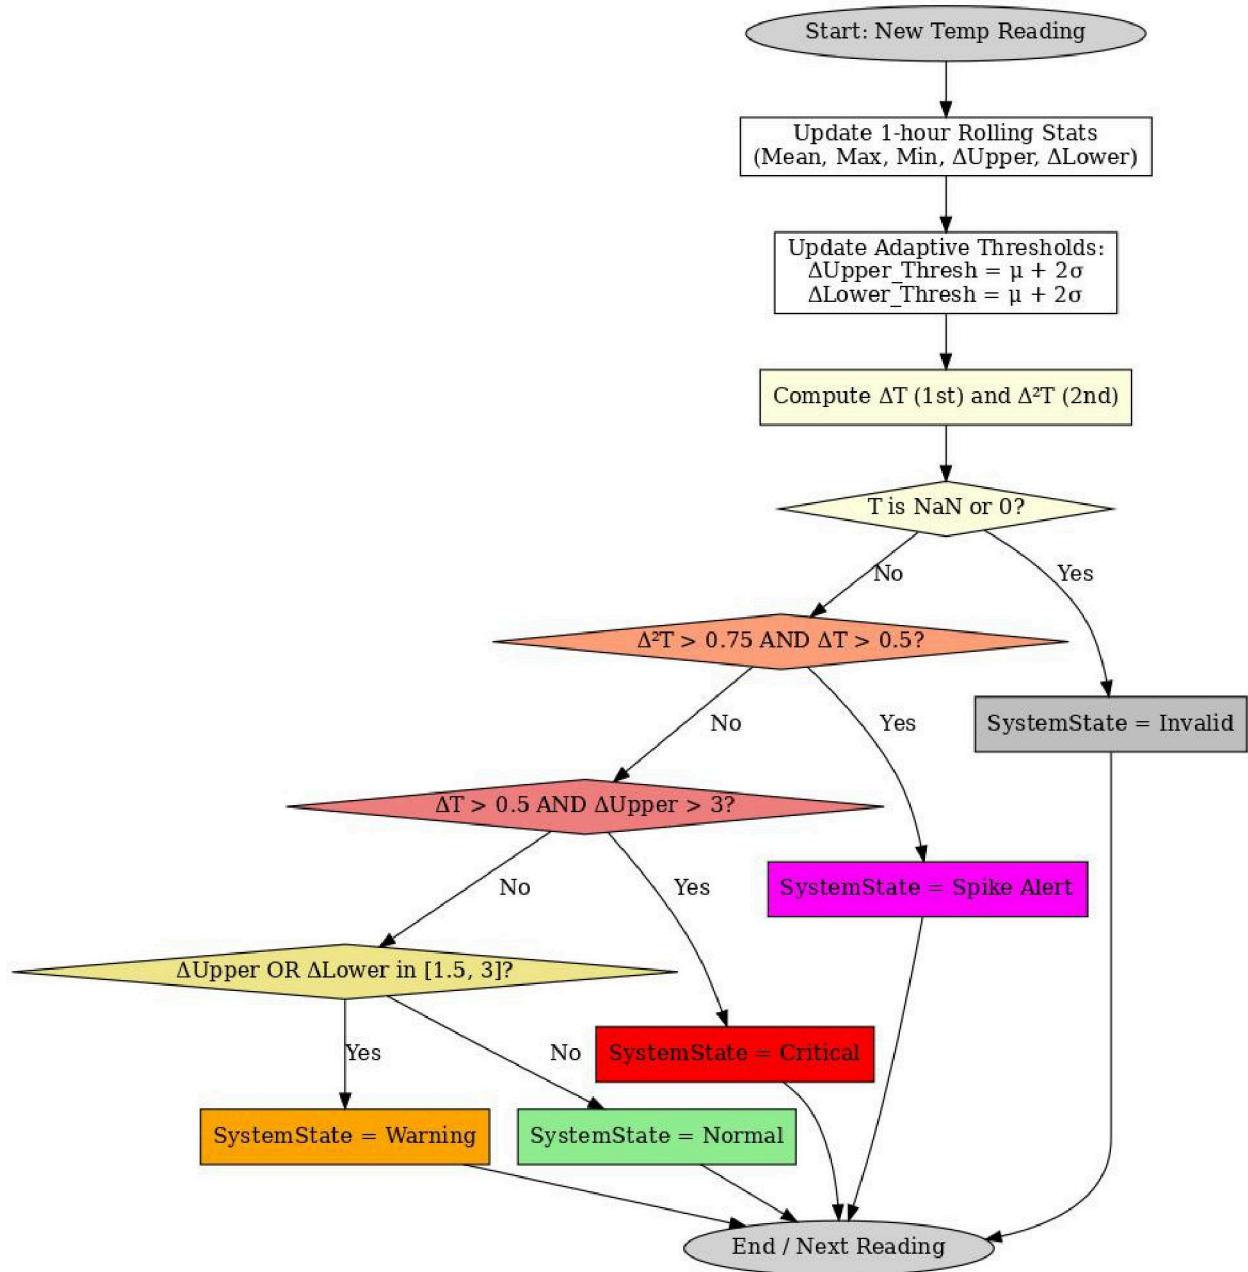 Start: New Temp Reading
Update 1-hour Rolling Stats
(Mean, Max, Min, ΔUpper, ΔLower)
Update Adaptive Thresholds:
ΔUpper_Thresh = μ + 2σ
ΔLower_Thresh = μ + 2σ
Compute ΔT (1st) and Δ²T (2nd)
T is NaN or 0?
No
Yes
Δ²T > 0.75 AND ΔT > 0.5?
No
Yes
SystemState = Invalid
ΔT > 0.5 AND ΔUpper > 3?
No
Yes
SystemState = Spike Alert
ΔUpper OR ΔLower in [1.5, 3]?
Yes
No
SystemState = Critical
SystemState = Warning
SystemState = Normal
End / Next Reading